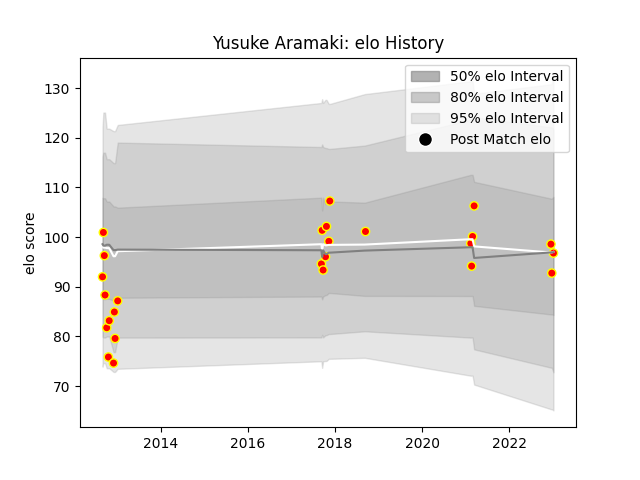 Yusuke Aramaki: elo History
50% elo Interval
80% elo Interval
95% elo Interval
Post Match elo
elo score
130
120
110
100
90
80
70
2014
2016
2018
2020
2022